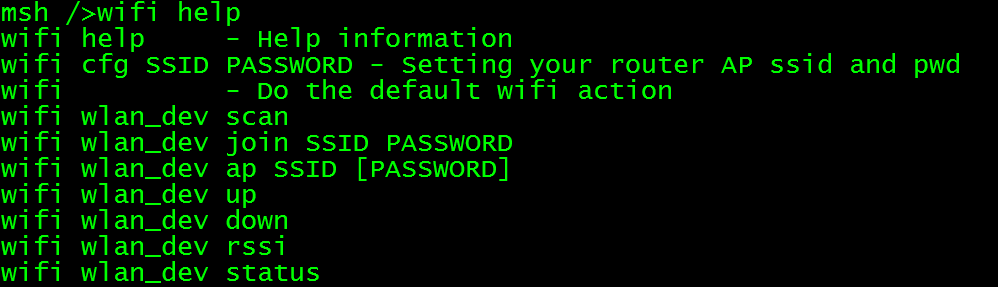 msh />wifi help
wifi help     - Help information
wifi cfg SSID PASSWORD - Setting your router AP ssid and pwd
wifi          - Do the default wifi action
wifi wlan_dev scan
wifi wlan_dev join SSID PASSWORD
wifi wlan_dev ap SSID [PASSWORD]
wifi wlan_dev up
wifi wlan_dev down
wifi wlan_dev rssi
wifi wlan_dev status